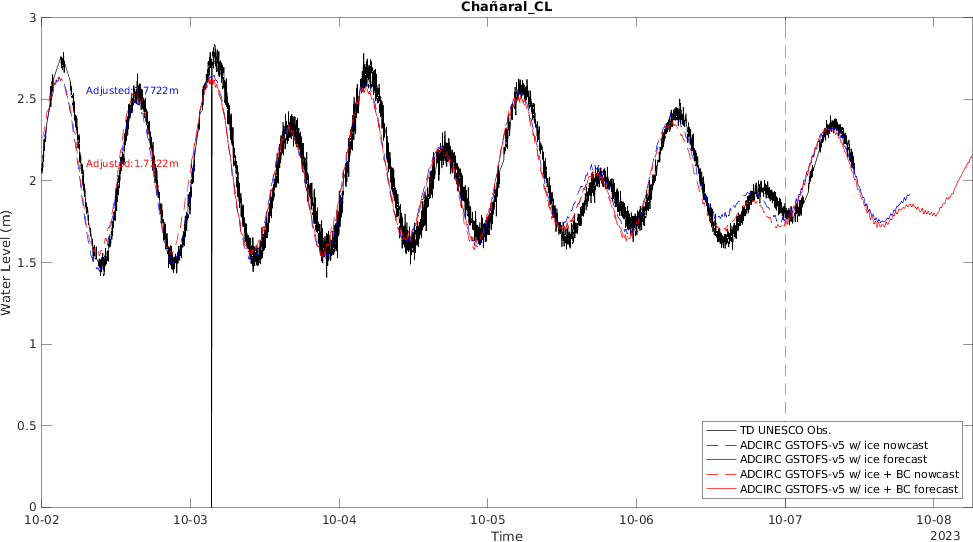 Chañaral_CL
3
2.5
2
1.5
1
0.5
0
Water Level (m)
Adjusted:1.7722m
Adjusted:1.7722m
TD UNESCO Obs.
ADCIRC GSTOFS-v5 w/ ice nowcast
ADCIRC GSTOFS-v5 w/ ice forecast
ADCIRC GSTOFS-v5 w/ ice + BC nowcast
ADCIRC GSTOFS-v5 w/ ice + BC forecast
10-02 10-03 10-04 10-05 10-06 10-07 10-08
Time
2023